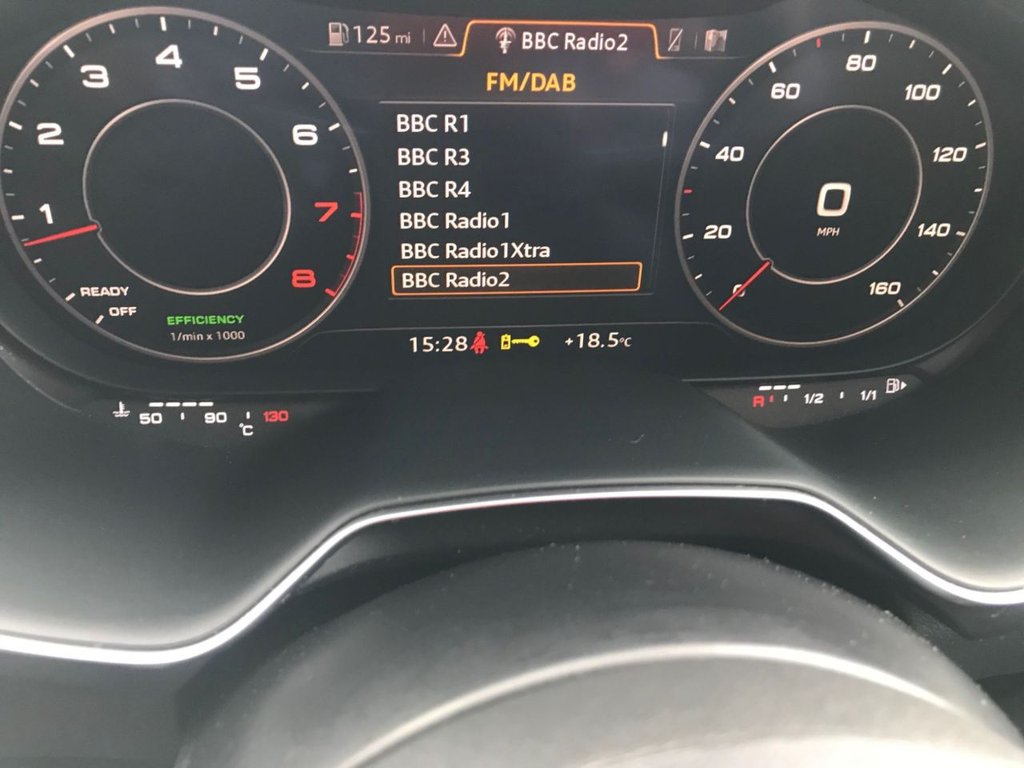 125 mi
BBC Radio2
FM/DAB
BBC R1
BBC R3
BBC R4
BBC Radio1
BBC Radio1Xtra
BBC Radio2
15:28
+18.5°C
1
2
3
4
5
6
7
8
READY
OFF
EFFICIENCY
1/min x 1000
0
20
40
60
80
100
120
140
160
0
MPH
50
90
130
°C
R
1/2
1/1